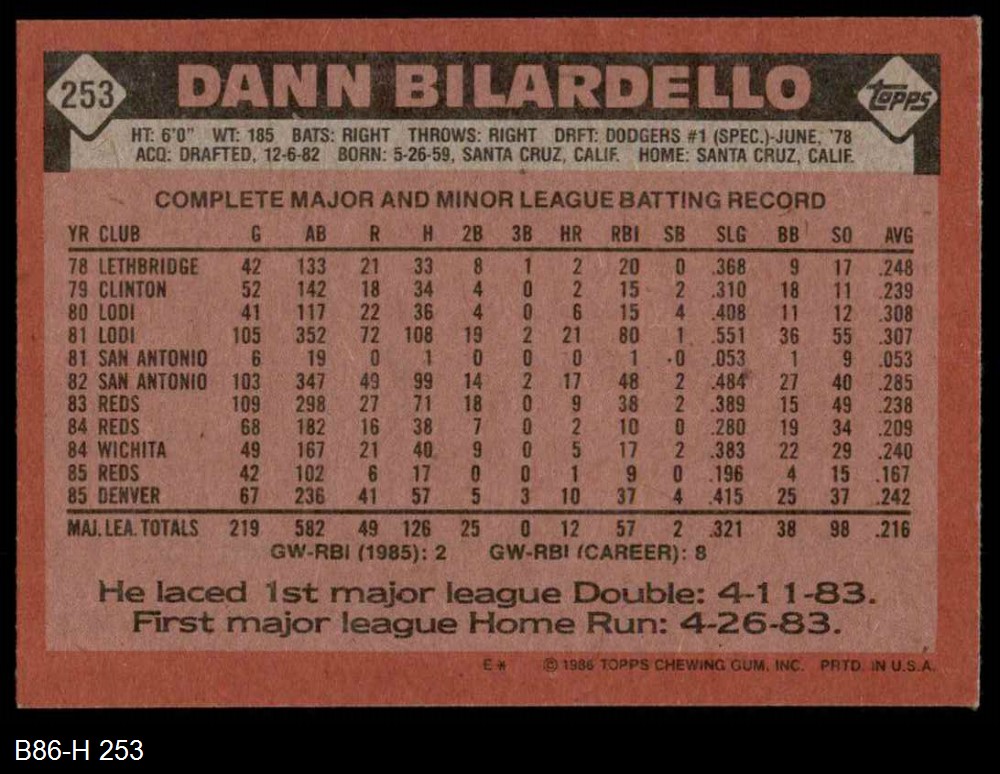 253 DANN BILARDELLO Topps
HT: 6'0" WT: 185 BATS: RIGHT THROWS: RIGHT DRFT: DODGERS #1 (SPEC.)-JUNE, '78
ACQ: DRAFTED, 12-6-82 BORN: 5-26-59, SANTA CRUZ, CALIF. HOME: SANTA CRUZ, CALIF.
COMPLETE MAJOR AND MINOR LEAGUE BATTING RECORD
YR CLUB G AB R H 2B 3B HR RBI SB SLG BB SO AVG
78 LETHBRIDGE 42 133 21 33 8 1 2 20 0 .368 9 17 .248
79 CLINTON 52 142 18 34 4 0 2 15 2 .310 18 11 .239
80 LODI 41 117 22 36 4 0 6 15 4 .408 11 12 .308
81 LODI 105 352 72 108 19 2 21 80 1 .551 36 55 .307
81 SAN ANTONIO 6 19 0 1 0 0 0 1 0 .053 1 9 .053
82 SAN ANTONIO 103 347 49 99 14 2 17 48 2 .484 27 40 .285
83 REDS 109 298 27 71 18 0 9 38 2 .389 15 49 .238
84 REDS 68 182 16 38 7 0 2 10 0 .280 19 34 .209
84 WICHITA 49 167 21 40 9 0 5 17 2 .383 22 29 .240
85 REDS 42 102 6 17 0 0 1 9 0 .196 4 15 .167
85 DENVER 67 236 41 57 5 3 10 37 4 .415 25 37 .242
MAJ. LEA. TOTALS 219 582 49 126 25 0 12 57 2 .321 38 98 .216
GW-RBI (1985): 2 GW-RBI (CAREER): 8
He laced 1st major league Double: 4-11-83.
First major league Home Run: 4-26-83.
E* © 1986 TOPPS CHEWING GUM, INC. PRTD. IN U.S.A.
B86-H 253